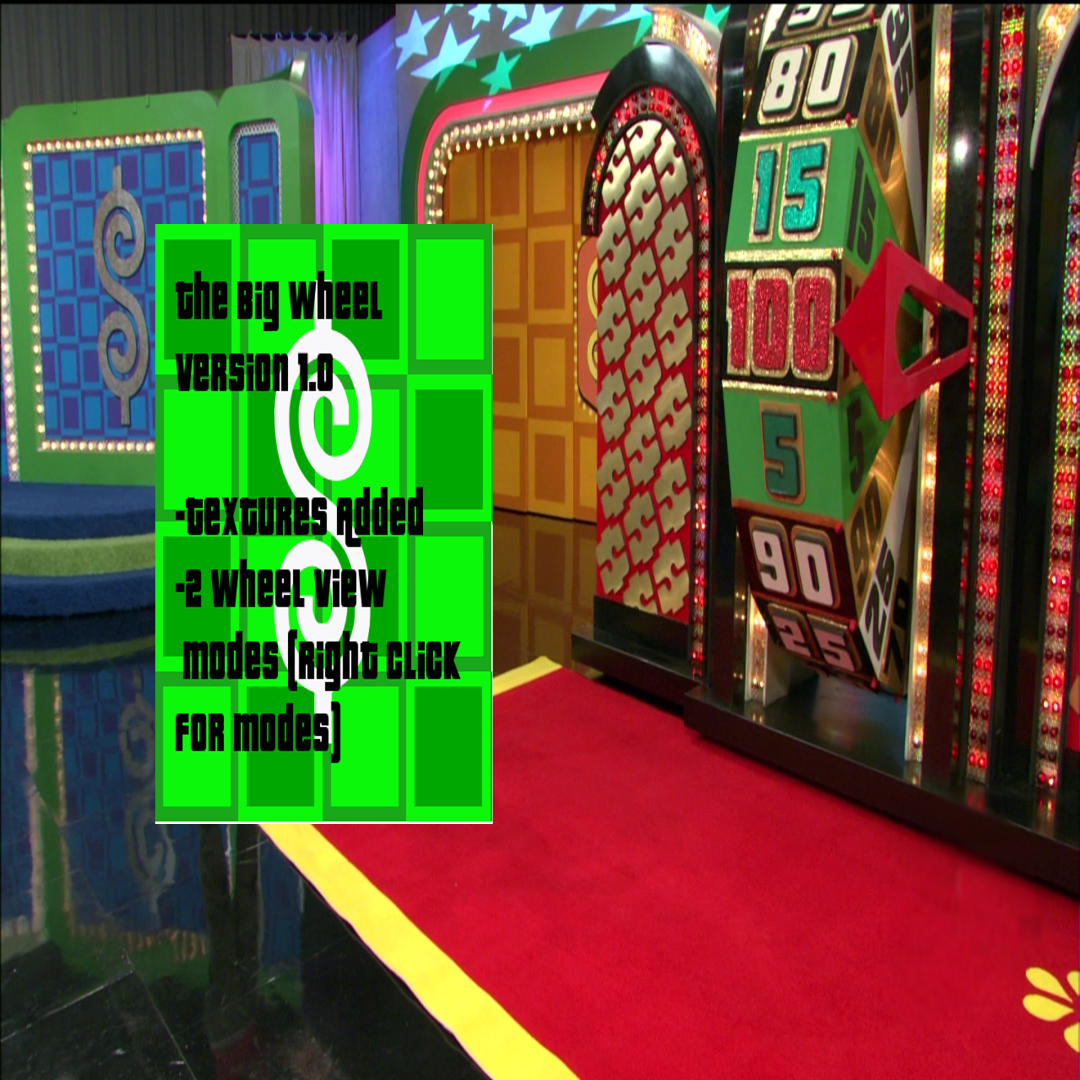 the Big Wheel
Version 1.0
-Textures Added
-2 Wheel View
modes (Right click
for modes)
80
15
100
5
90
25